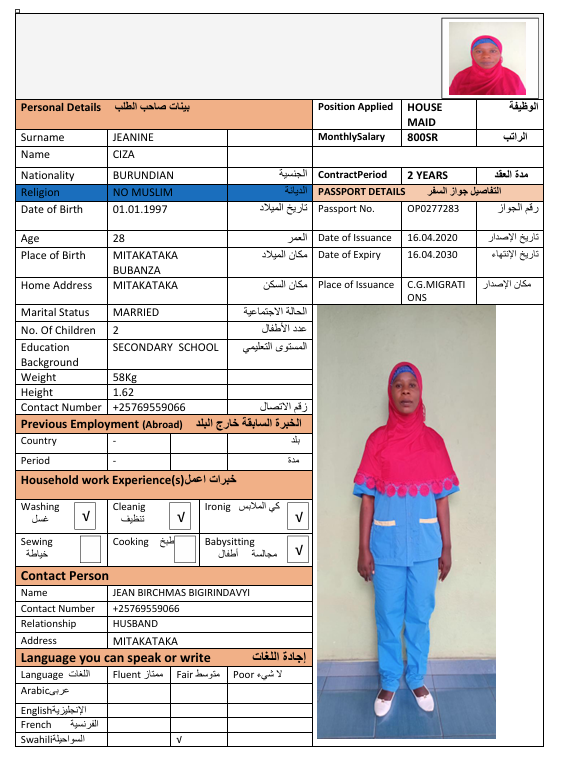 Personal Details بينات صاحب الطلب
Position Applied HOUSE MAID الوظيفة
Surname JEANINE
MonthlySalary 800SR الراتب
Name CIZA
Nationality BURUNDIAN الجنسية
ContractPeriod 2 YEARS مدة العقد
Religion NO MUSLIM الديانة
PASSPORT DETAILS التفاصيل جواز السفر
Date of Birth 01.01.1997 تاريخ الميلاد
Passport No. OP0277283 رقم الجواز
Age 28 العمر
Date of Issuance 16.04.2020 تاريخ الإصدار
Place of Birth MITAKATAKA BUBANZA مكان الميلاد
Date of Expiry 16.04.2030 تاريخ الإنتهاء
Home Address MITAKATAKA مكان السكن
Place of Issuance C.G.MIGRATI ONS مكان الإصدار
Marital Status MARRIED الحالة الاجتماعية
No. Of Children 2 عدد الأطفال
Education Background SECONDARY SCHOOL المستوى التعليمي
Weight 58Kg
Height 1.62
Contact Number +25769559066 رقم الاتصال
Previous Employment (Abroad) الخبرة السابقة خارج البلد
Country - بلد
Period - مدة
Household work Experience(s) خبرات اعمل
Washing غسل √
Cleanig تنظيف √
Ironig كي الملابس √
Sewing خياطة
Cooking طبخ
Babysitting مجالسة أطفال √
Contact Person
Name JEAN BIRCHMAS BIGIRINDAVYI
Contact Number +25769559066
Relationship HUSBAND
Address MITAKATAKA
Language you can speak or write إجادة اللغات
Language اللغات Fluent ممتاز Fair متوسط Poor لا شيء
Arabic عربى
English الإنجليزية
French الفرنسية
Swahili السواحيلة √